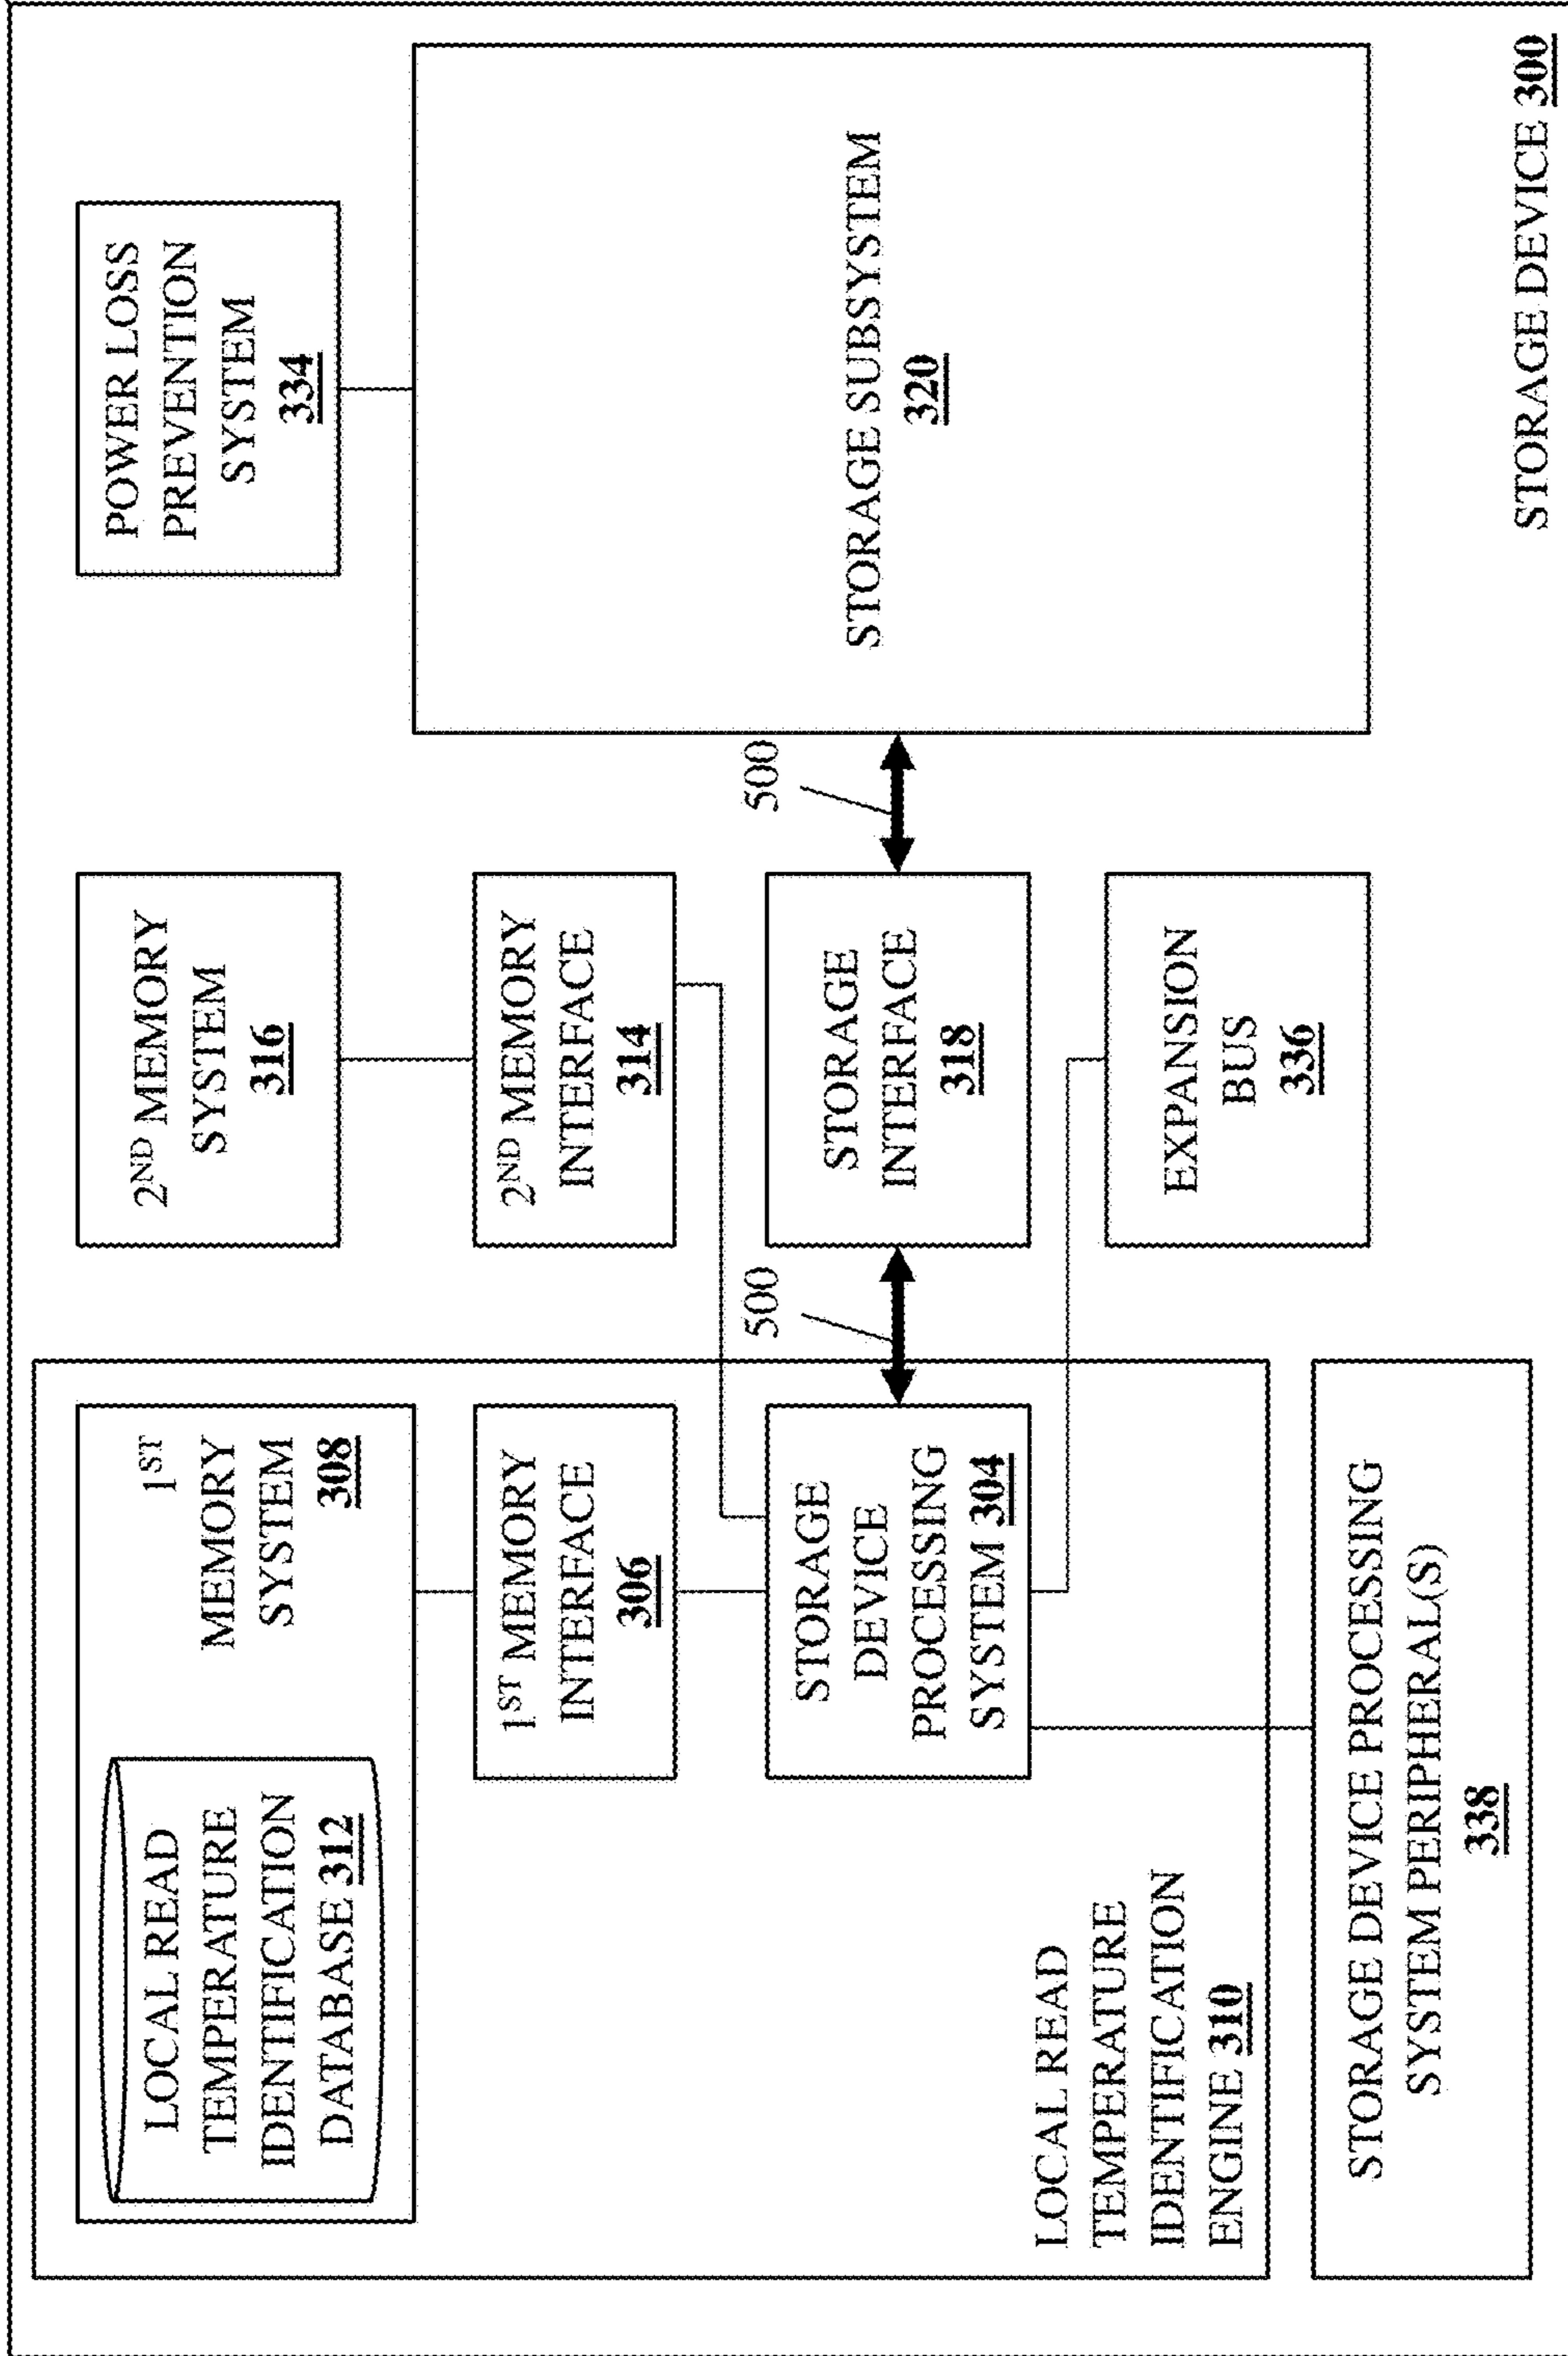 LOCAL READ
TEMPERATURE
IDENTIFICATION
DATABASE 312
1ST
MEMORY
SYSTEM
308
2ND MEMORY
SYSTEM
316
POWER LOSS
PREVENTION
SYSTEM
334
1ST MEMORY
INTERFACE
306
2ND MEMORY
INTERFACE
314
STORAGE
DEVICE
PROCESSING
SYSTEM 304
500
STORAGE
INTERFACE
318
500
STORAGE SUBSYSTEM
320
LOCAL READ
TEMPERATURE
IDENTIFICATION
ENGINE 310
EXPANSION
BUS
336
STORAGE DEVICE PROCESSING
SYSTEM PERIPHERAL(S)
338
STORAGE DEVICE 300